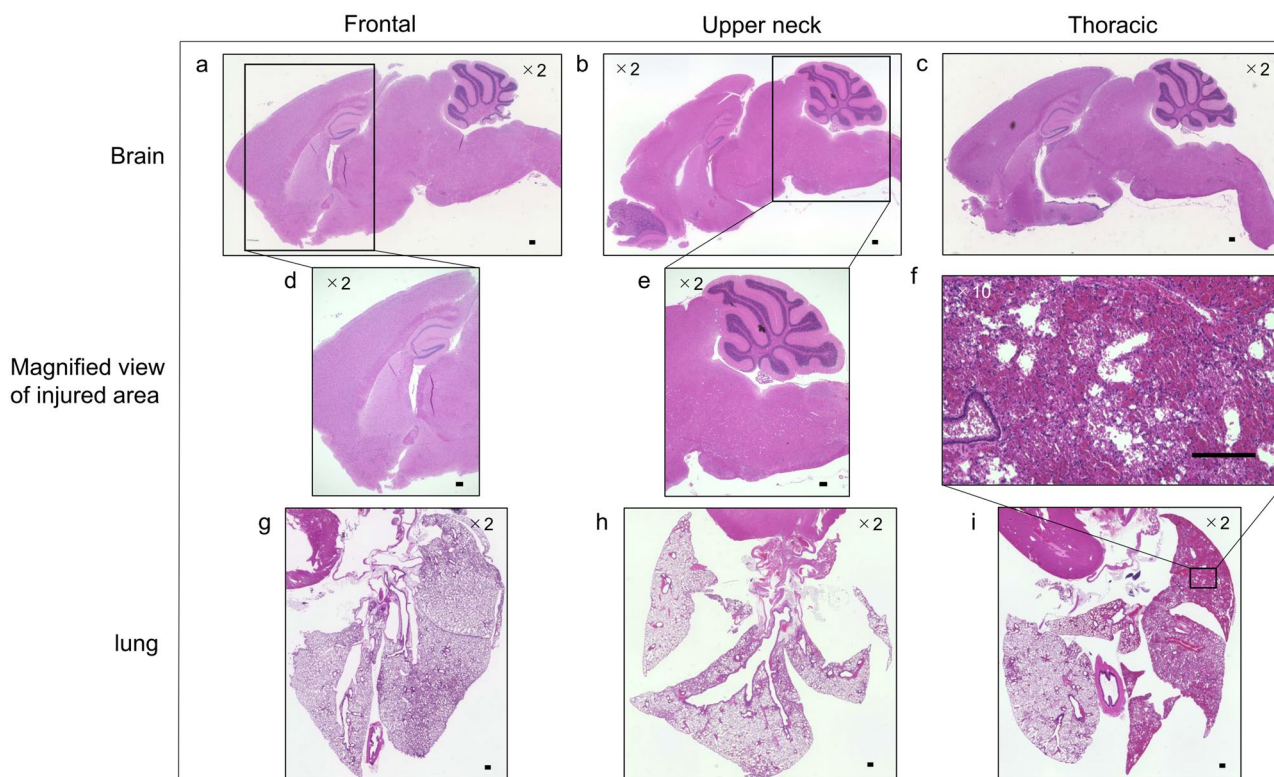 Frontal
Upper neck
Thoracic
Brain
a
×2
b
×2
c
×2
Magnified view
of injured area
d
×2
e
×2
f
×10
lung
g
×2
h
×2
i
×2